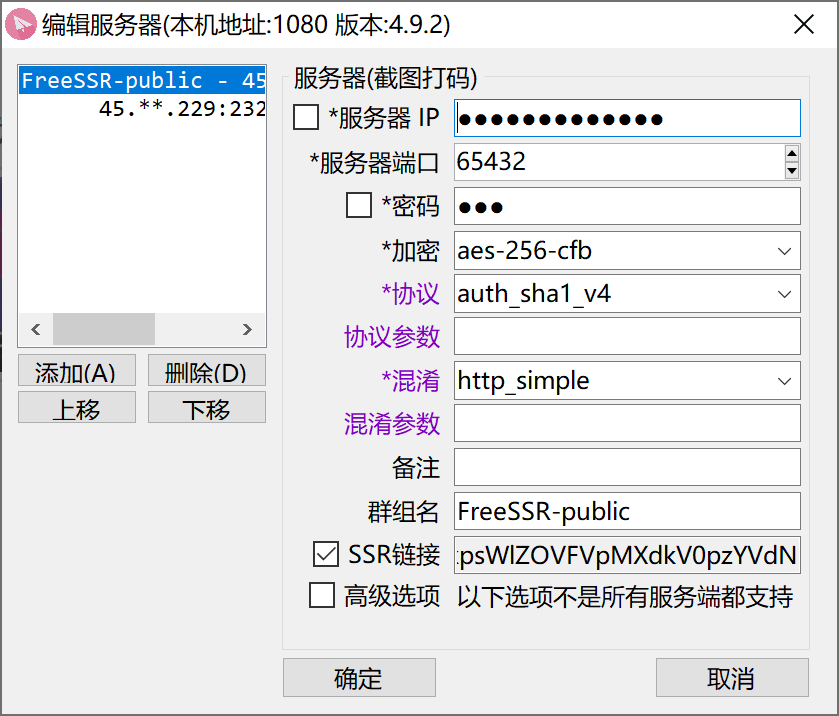 编辑服务器(本机地址:1080 版本:4.9.2)
FreeSSR-public - 45
45.**.229:232
添加(A)
删除(D)
上移
下移
服务器(截图打码)
*服务器 IP
●●●●●●●●●●●●●
*服务器端口
65432
*密码
●●●
*加密
aes-256-cfb
*协议
auth_sha1_v4
协议参数
*混淆
http_simple
混淆参数
备注
群组名
FreeSSR-public
SSR链接
psWlZOVFVpMXdkV0pzYVdN
高级选项
以下选项不是所有服务端都支持
确定
取消